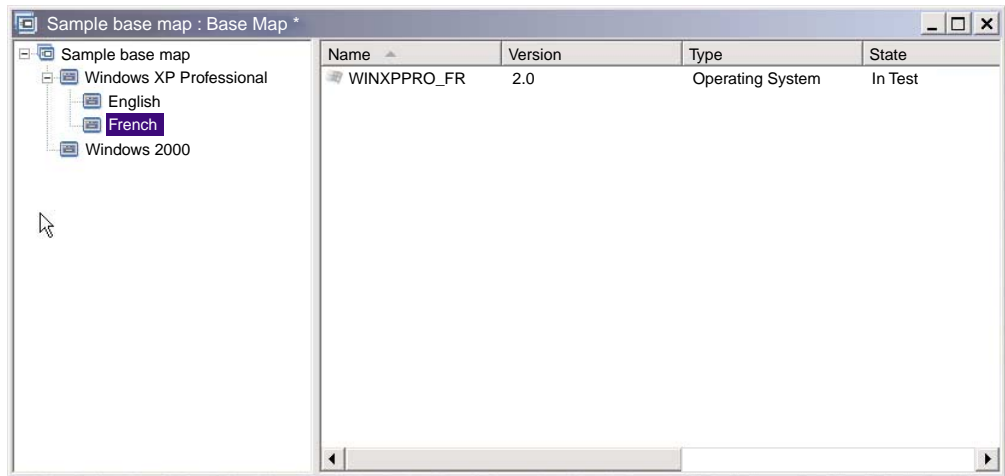 Sample base map : Base Map *
Sample base map
Windows XP Professional
English
French
Windows 2000
Name Version Type State
WINXPPRO_FR 2.0 Operating System In Test